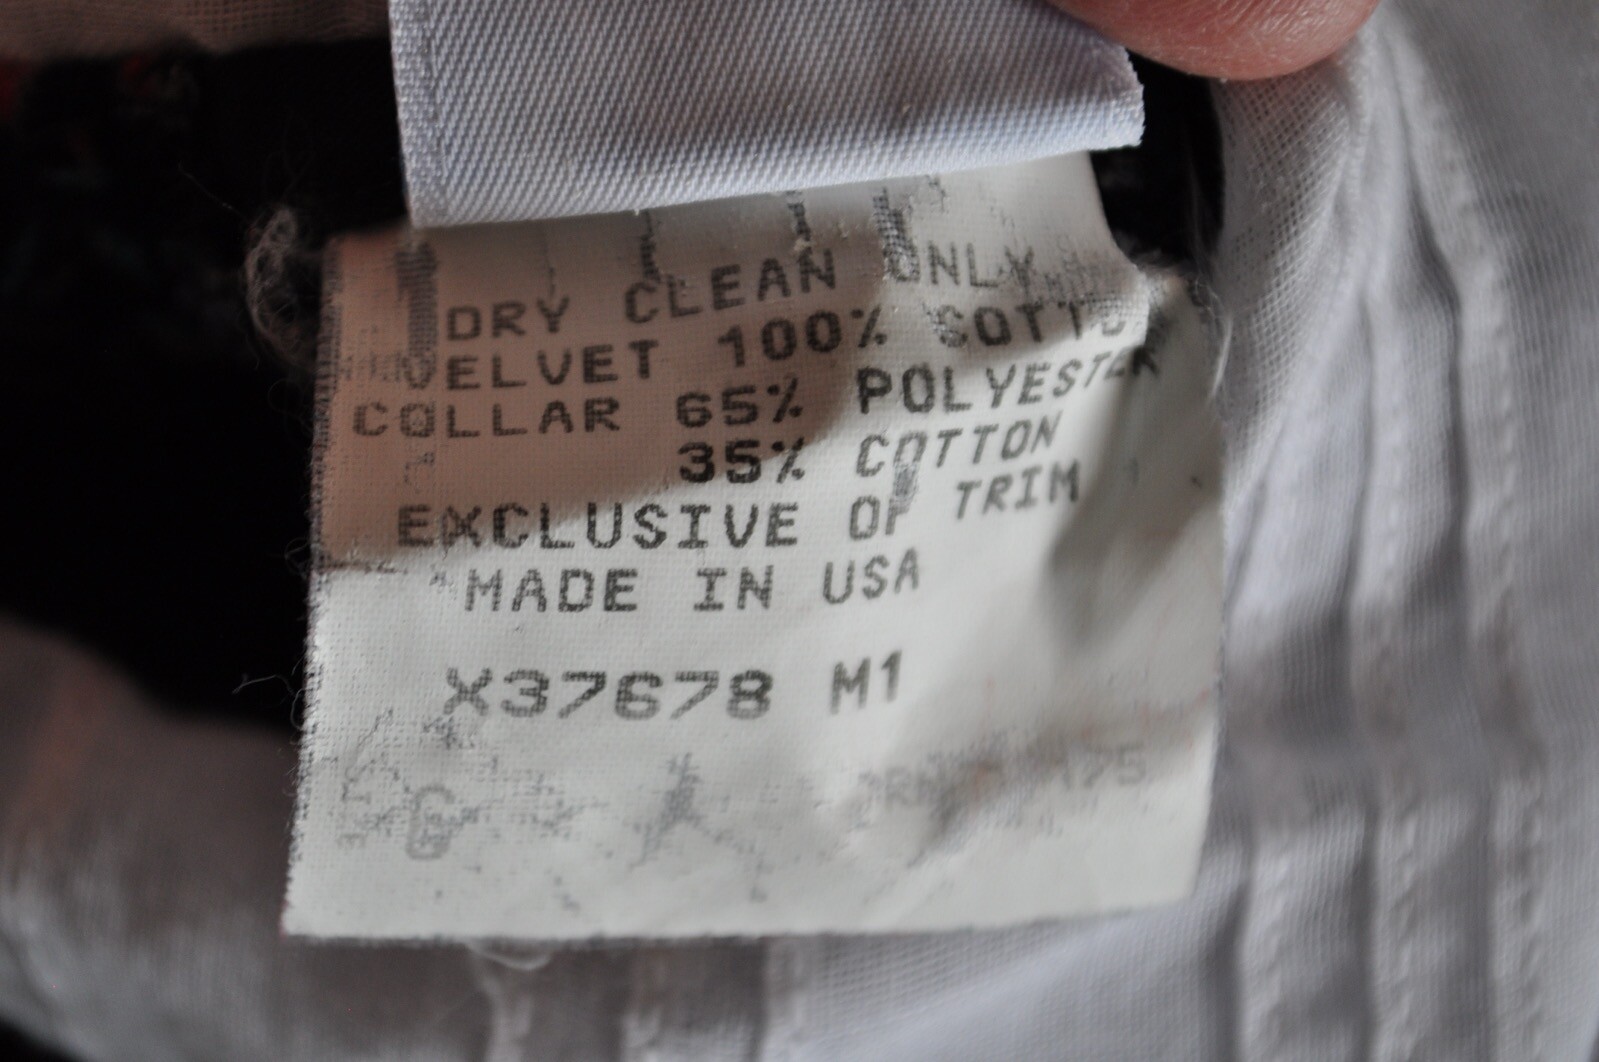 DRY CLEAN ONLY
VELVET 100% COTTON
COLLAR 65% POLYESTER
35% COTTON
EXCLUSIVE OF TRIM
MADE IN USA
X37678 M1